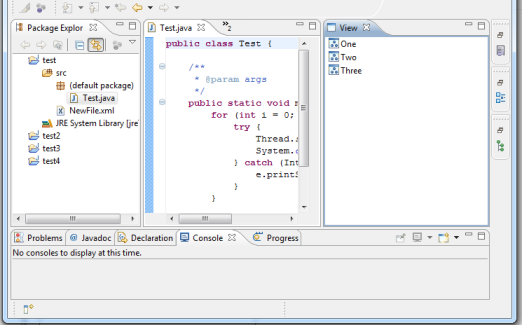 Package Explor
test
src
(default package)
Test.java
NewFile.xml
JRE System Library [jre
test2
test3
test4
Test.java
2
public class Test {
/**
* @param args
*/
public static void
for (int i = 0;
try {
Thread.
System.
} catch (Int
e.print
}
}
View
One
Two
Three
Problems @ Javadoc Declaration Console Progress
No consoles to display at this time.